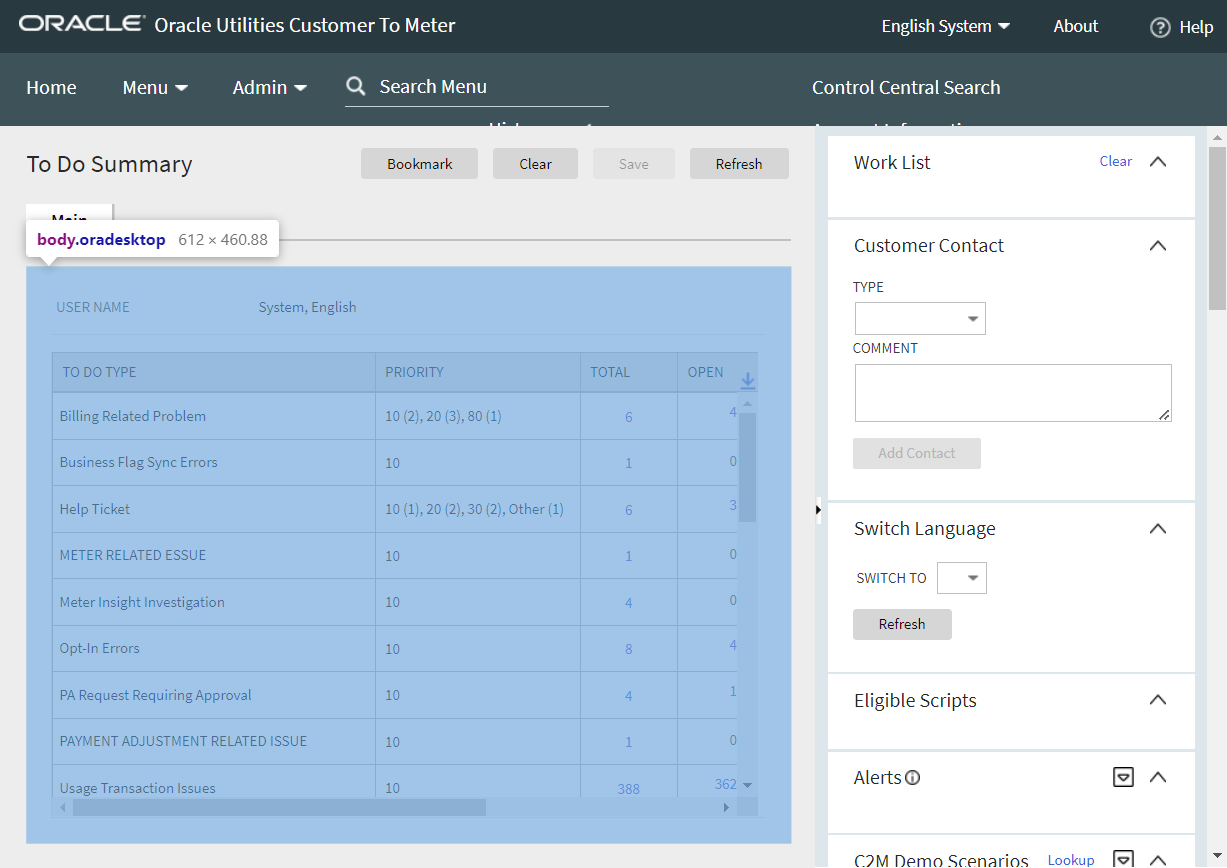 ORACLE Oracle Utilities Customer To Meter English System About Help
Home Menu Admin Search Menu Control Central Search
To Do Summary Bookmark Clear Save Refresh
Main
body.oradesktop 612 × 460.88
USER NAME System, English
TO DO TYPE PRIORITY TOTAL OPEN
Billing Related Problem 10 (2), 20 (3), 80 (1) 6 4
Business Flag Sync Errors 10 1 0
Help Ticket 10 (1), 20 (2), 30 (2), Other (1) 6 3
METER RELATED ESSUE 10 1 0
Meter Insight Investigation 10 4 0
Opt-In Errors 10 8 4
PA Request Requiring Approval 10 4 1
PAYMENT ADJUSTMENT RELATED ISSUE 10 1 0
Usage Transaction Issues 10 388 362
Work List Clear
Customer Contact
TYPE
COMMENT
Add Contact
Switch Language
SWITCH TO
Refresh
Eligible Scripts
Alerts
C2M Demo Scenarios Lookup